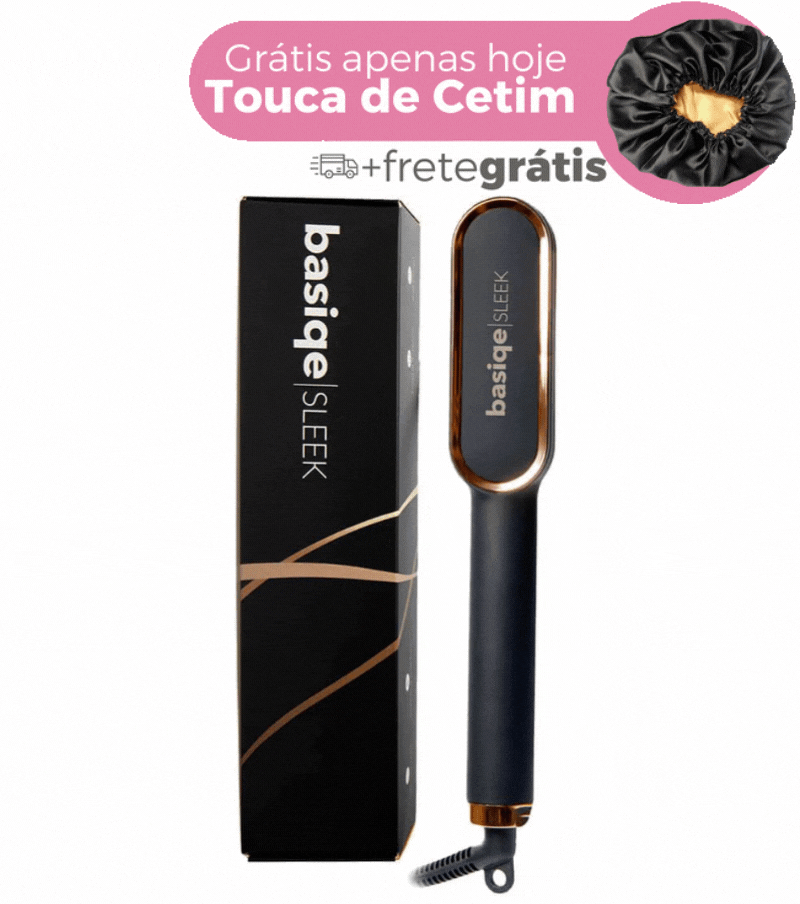 Grátis apenas hoje
Touca de Cetim
+fretegrátis
basiqe|SLEEK
basiqe|SLEEK